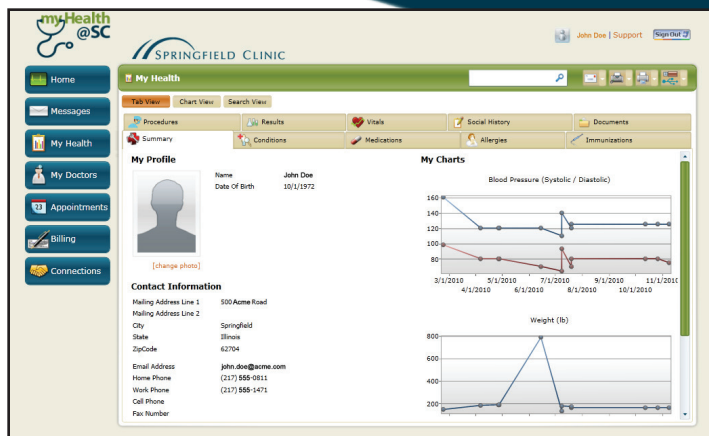 myHealth
@SC
SPRINGFIELD CLINIC
John Doe | Support Sign Out
Home
Messages
My Health
My Doctors
23 Appointments
Billing
Connections
My Health
Tab View Chart View Search View
Procedures Results Vitals Social History Documents
Summary Conditions Medications Allergies Immunizations
My Profile
Name John Doe
Date Of Birth 10/1/1972
[change photo]
Contact Information
Mailing Address Line 1 500 Acme Road
Mailing Address Line 2
City Springfield
State Illinois
ZipCode 62704
Email Address john.doe@acme.com
Home Phone (217) 555-0811
Work Phone (217) 555-1471
Cell Phone
Fax Number
My Charts
Blood Pressure (Systolic / Diastolic)
160
140
120
100
80
3/1/2010 5/1/2010 7/1/2010 9/1/2010 11/1/2010
4/1/2010 6/1/2010 8/1/2010 10/1/2010
Weight (lb)
800
600
400
200